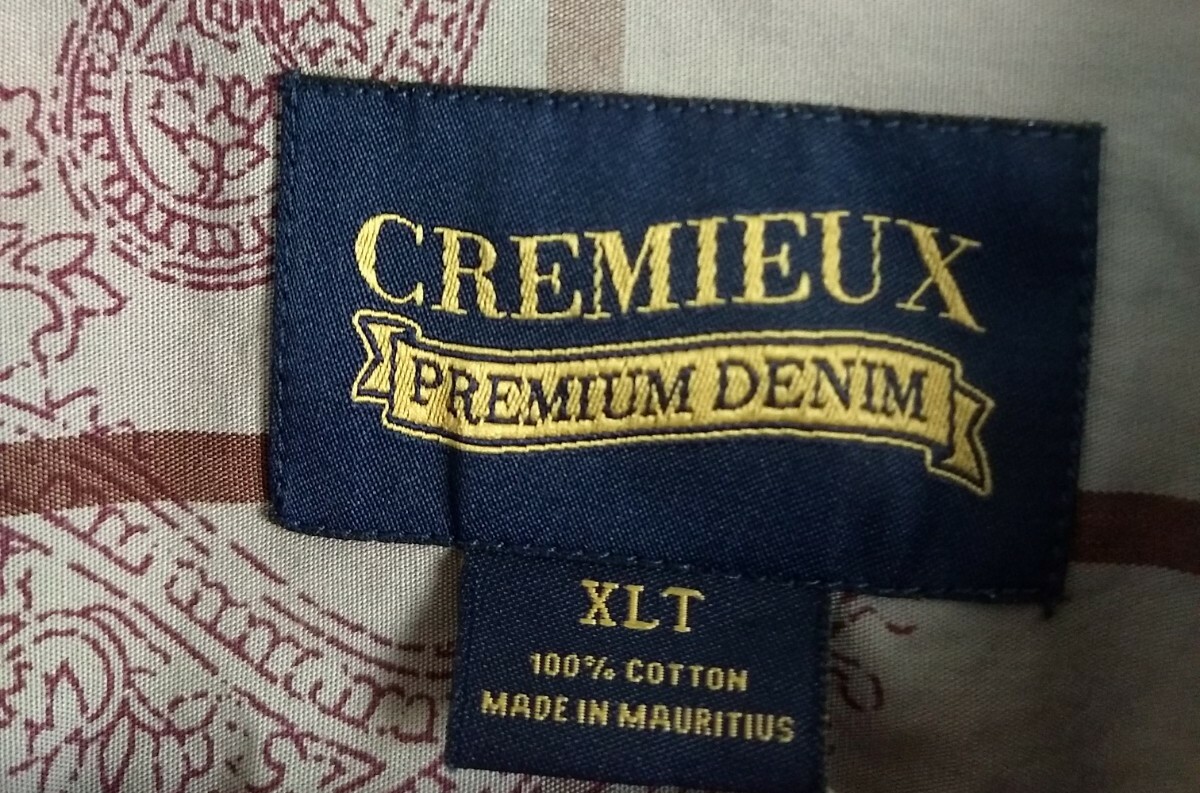 CREMIEUX
PREMIUM DENIM
XLT
100% COTTON
MADE IN MAURITIUS